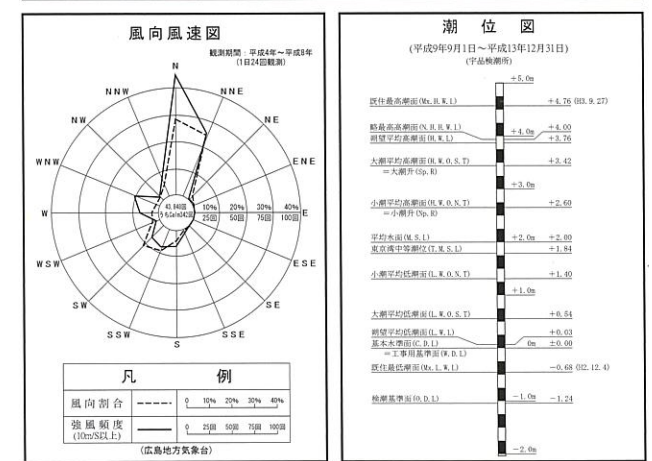 風向風速図
観測期間：平成4年～平成8年
(1日24回観測)
N
NNW
NNE
NW
NE
WNW
ENE
W
10% 20% 30% 40%
25回 50回 75回 100回
E
WSW
ESE
SW
SE
SSW
SSE
S
凡 例
風向割合
0 10% 20% 30% 40%
強風頻度
(10m/S以上)
0 25回 50回 75回 100回
(広島地方気象台)
潮位図
(平成9年9月1日～平成13年12月31日)
(宇品検潮所)
+5.0m
既往最高潮面(Mx.H.W.L) +4.76 (H3.9.27)
略最高高潮面(N.H.H.W.L) +4.0m +4.00
朔望平均高潮面(H.W.L) +3.76
大潮平均高潮面(H.W.O.S.T) +3.42
＝大潮升(Sp.R)
+3.0m
小潮平均高潮面(H.W.O.N.T) +2.60
＝小潮升(Np.R)
平均水面(M.S.L) +2.0m +2.00
東京湾中等潮位(T.M.S.L) +1.84
小潮平均低潮面(L.W.O.N.T) +1.40
+1.0m
大潮平均低潮面(L.W.O.S.T) +0.54
朔望平均低潮面(L.W.L) +0.03
基本水準面(C.D.L) 0m ±0.00
＝工事用基準面(W.D.L)
既往最低潮面(Mx.L.W.L) -0.68 (H2.12.4)
検潮基準面(O.D.L) -1.0m -1.24
-2.0m